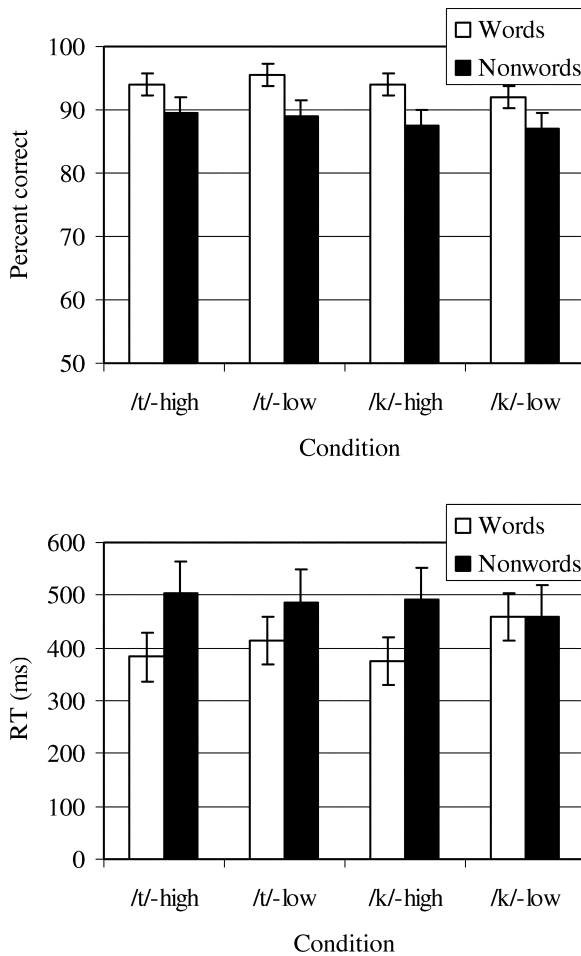 100
90
80
70
60
50
Percent correct
Words
Nonwords
/t/-high /t/-low /k/-high /k/-low
Condition
600
500
400
300
200
100
0
RT (ms)
Words
Nonwords
/t/-high /t/-low /k/-high /k/-low
Condition